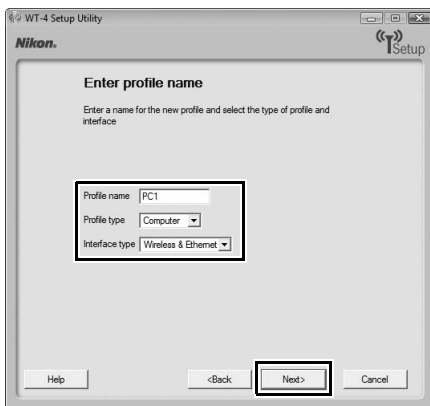 WT-4 Setup Utility
Nikon.
Setup
Enter profile name
Enter a name for the new profile and select the type of profile and
interface
Profile name PC1
Profile type Computer
Interface type Wireless & Ethernet
Help <Back Next> Cancel